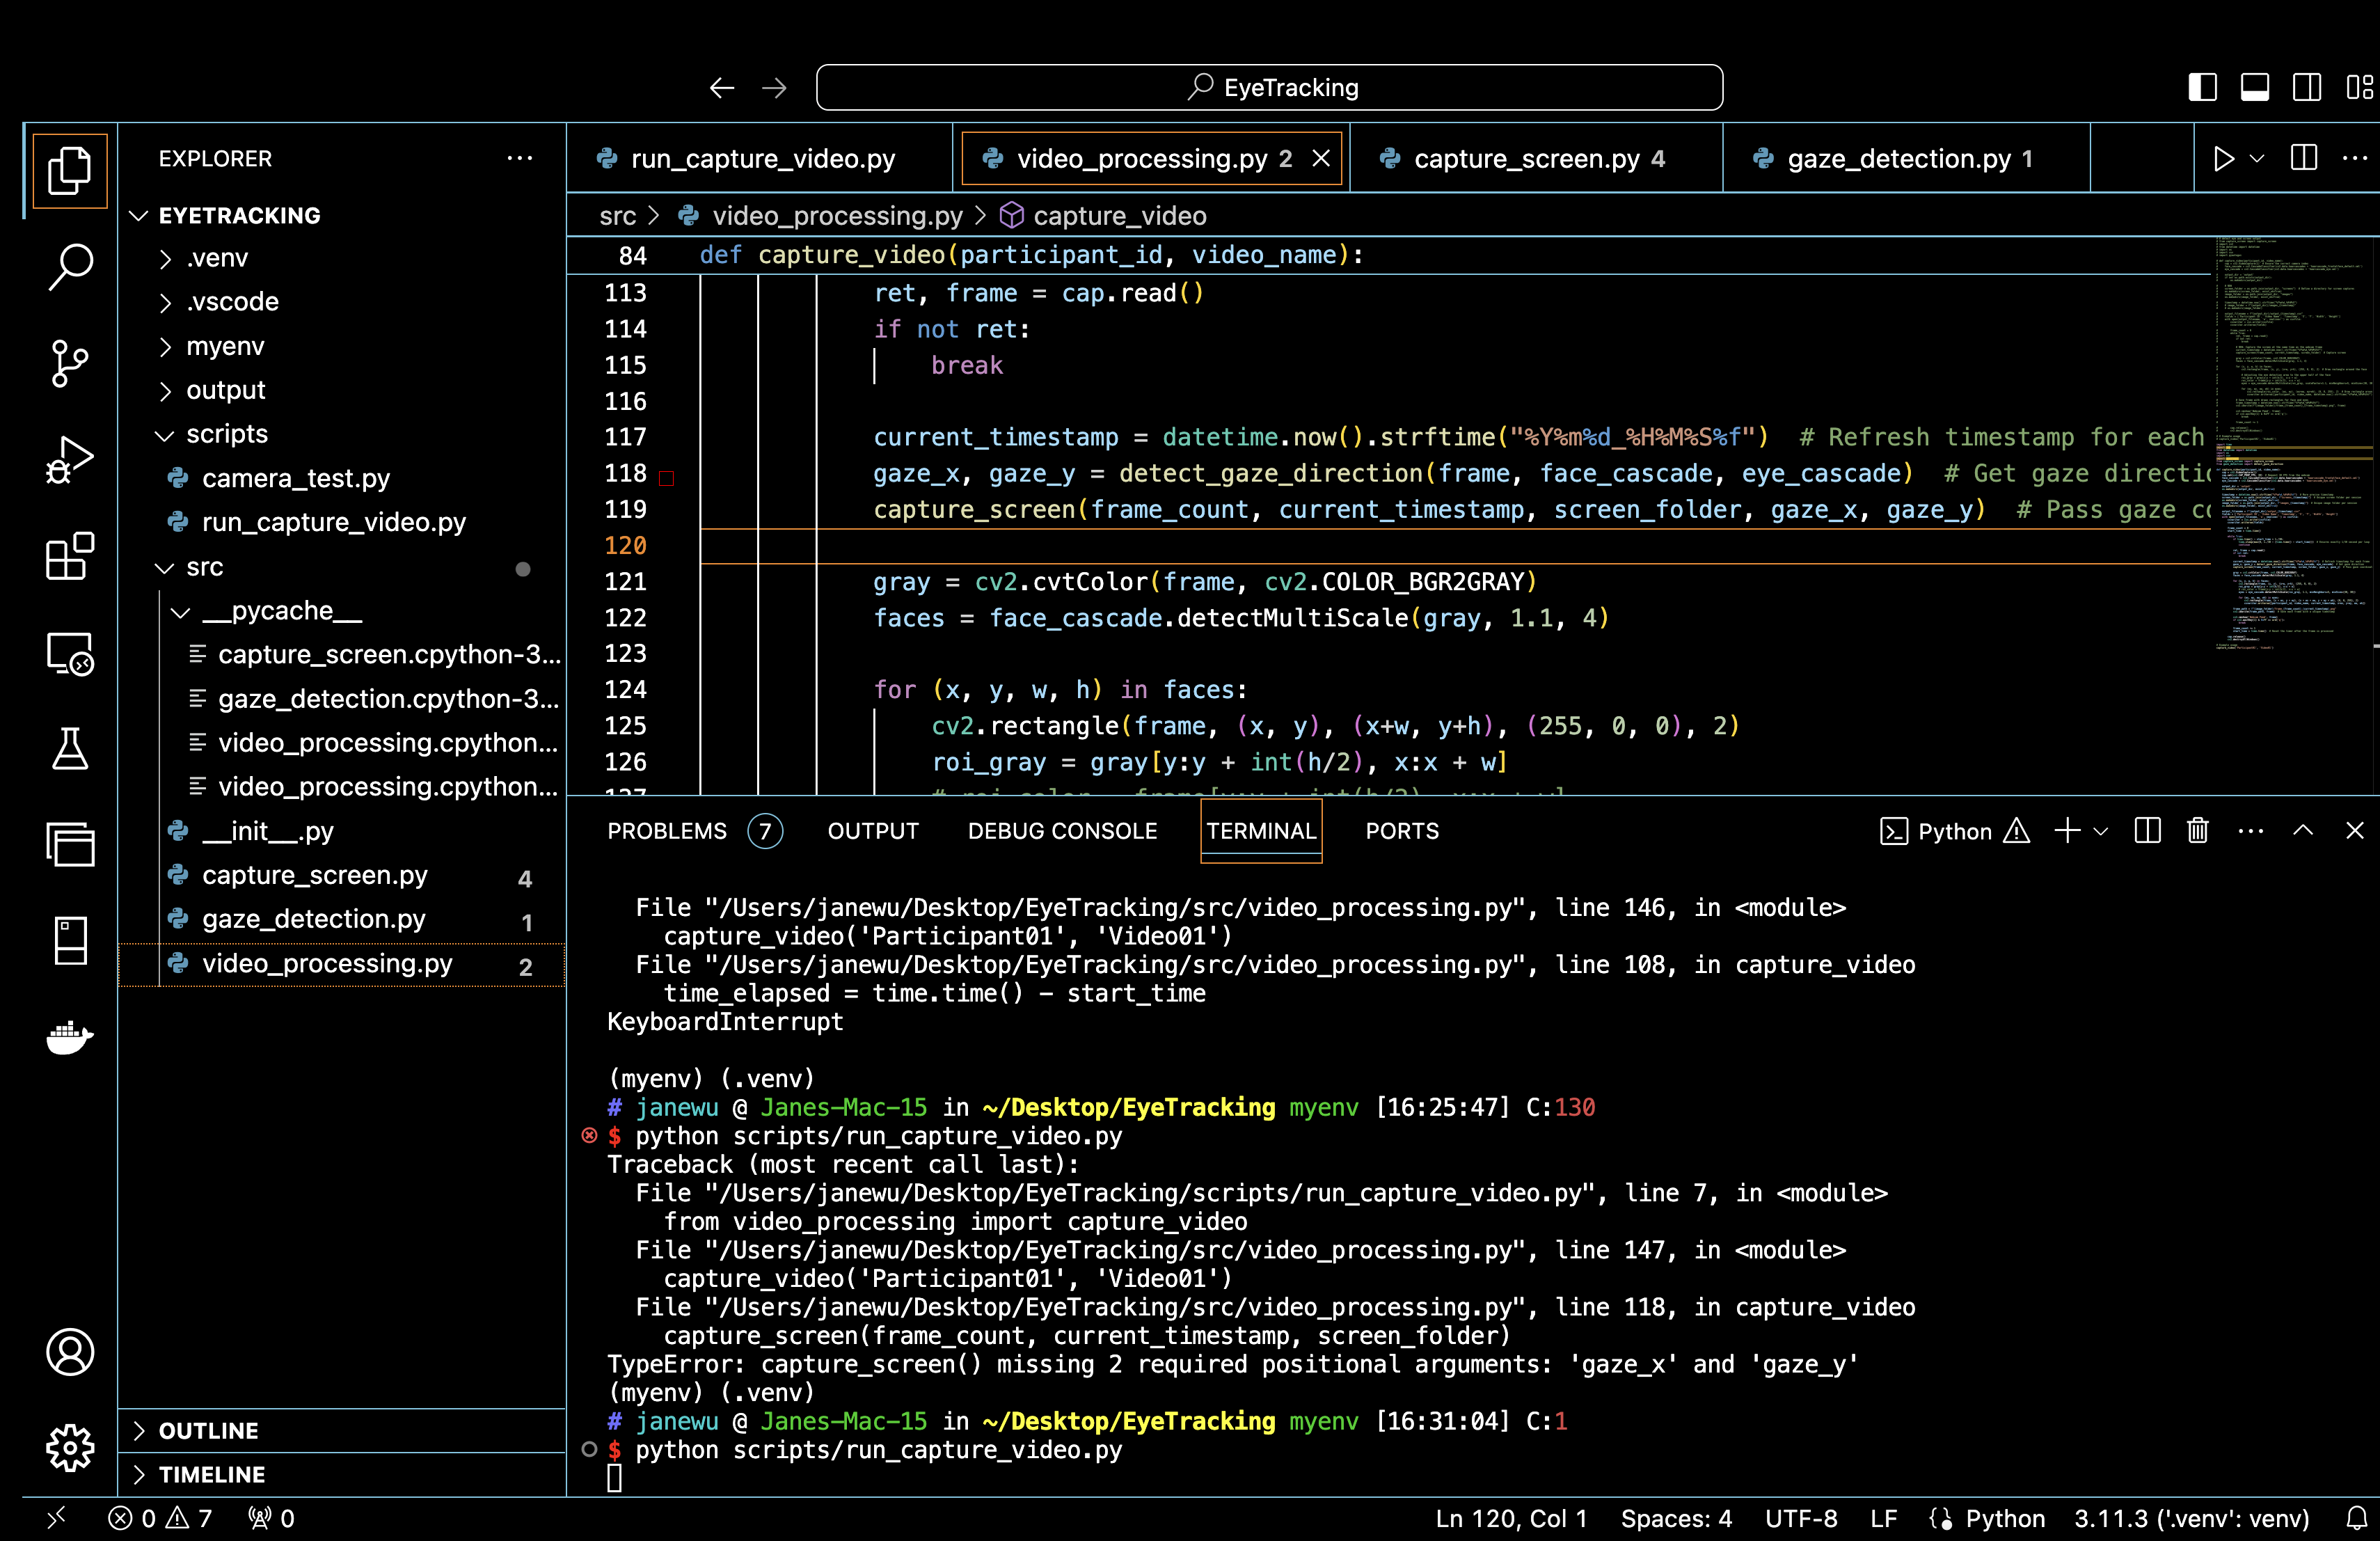 EyeTracking
EXPLORER
EYETRACKING
.venv
.vscode
myenv
output
scripts
camera_test.py
run_capture_video.py
src
__pycache__
capture_screen.cpython-3...
gaze_detection.cpython-3...
video_processing.cpython...
video_processing.cpython...
__init__.py
capture_screen.py 4
gaze_detection.py 1
video_processing.py 2
OUTLINE
TIMELINE
run_capture_video.py video_processing.py 2 capture_screen.py 4 gaze_detection.py 1
src > video_processing.py > capture_video
84 def capture_video(participant_id, video_name):
113 ret, frame = cap.read()
114 if not ret:
115 break
116
117 current_timestamp = datetime.now().strftime("%Y%m%d_%H%M%S%f") # Refresh timestamp for each
118 gaze_x, gaze_y = detect_gaze_direction(frame, face_cascade, eye_cascade) # Get gaze directi
119 capture_screen(frame_count, current_timestamp, screen_folder, gaze_x, gaze_y) # Pass gaze co
120
121 gray = cv2.cvtColor(frame, cv2.COLOR_BGR2GRAY)
122 faces = face_cascade.detectMultiScale(gray, 1.1, 4)
123
124 for (x, y, w, h) in faces:
125 cv2.rectangle(frame, (x, y), (x+w, y+h), (255, 0, 0), 2)
126 roi_gray = gray[y:y + int(h/2), x:x + w]
127 # roi_color = frame[y:y + int(h/2), x:x + w]
PROBLEMS 7 OUTPUT DEBUG CONSOLE TERMINAL PORTS Python
File "/Users/janewu/Desktop/EyeTracking/src/video_processing.py", line 146, in <module>
capture_video('Participant01', 'Video01')
File "/Users/janewu/Desktop/EyeTracking/src/video_processing.py", line 108, in capture_video
time_elapsed = time.time() - start_time
KeyboardInterrupt
(myenv) (.venv)
# janewu @ Janes-Mac-15 in ~/Desktop/EyeTracking myenv [16:25:47] C:130
$ python scripts/run_capture_video.py
Traceback (most recent call last):
File "/Users/janewu/Desktop/EyeTracking/scripts/run_capture_video.py", line 7, in <module>
from video_processing import capture_video
File "/Users/janewu/Desktop/EyeTracking/src/video_processing.py", line 147, in <module>
capture_video('Participant01', 'Video01')
File "/Users/janewu/Desktop/EyeTracking/src/video_processing.py", line 118, in capture_video
capture_screen(frame_count, current_timestamp, screen_folder)
TypeError: capture_screen() missing 2 required positional arguments: 'gaze_x' and 'gaze_y'
(myenv) (.venv)
# janewu @ Janes-Mac-15 in ~/Desktop/EyeTracking myenv [16:31:04] C:1
$ python scripts/run_capture_video.py
0 7 0 Ln 120, Col 1 Spaces: 4 UTF-8 LF Python 3.11.3 ('.venv': venv)